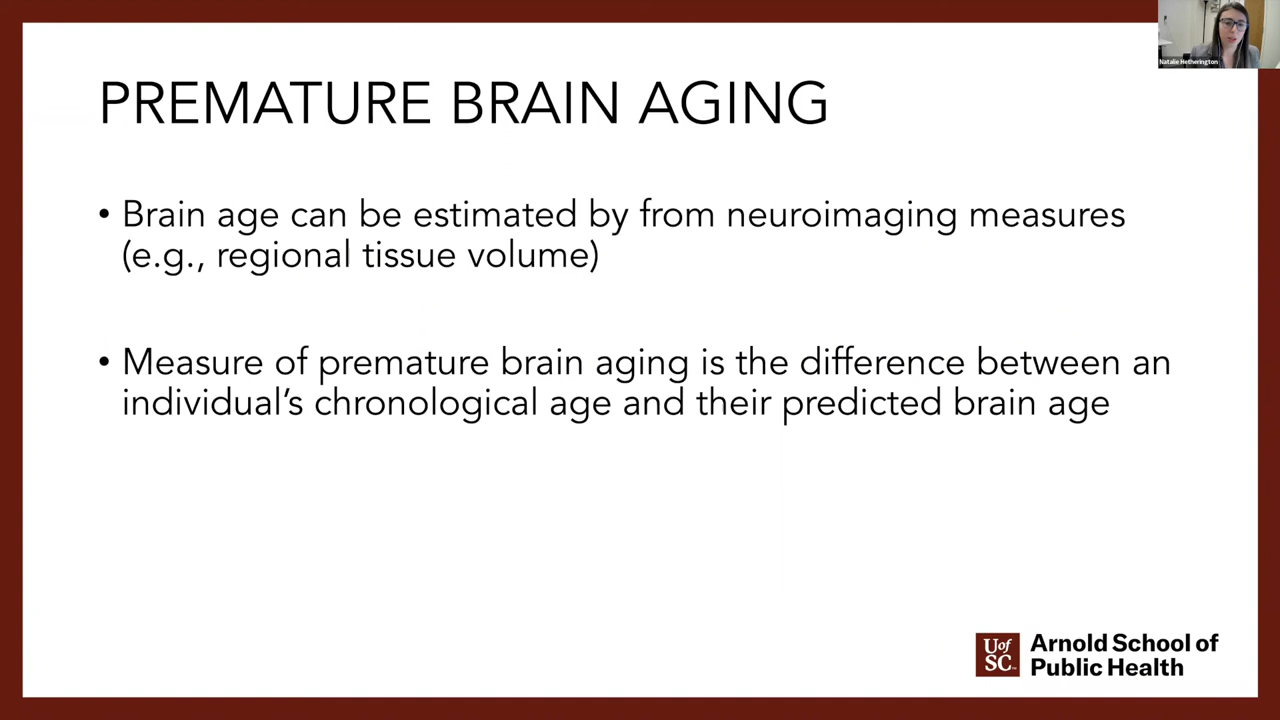 PREMATURE BRAIN AGING
Natalie Hetherington
• Brain age can be estimated by from neuroimaging measures
(e.g., regional tissue volume)
• Measure of premature brain aging is the difference between an
individual’s chronological age and their predicted brain age
UofSC
Arnold School of
Public Health